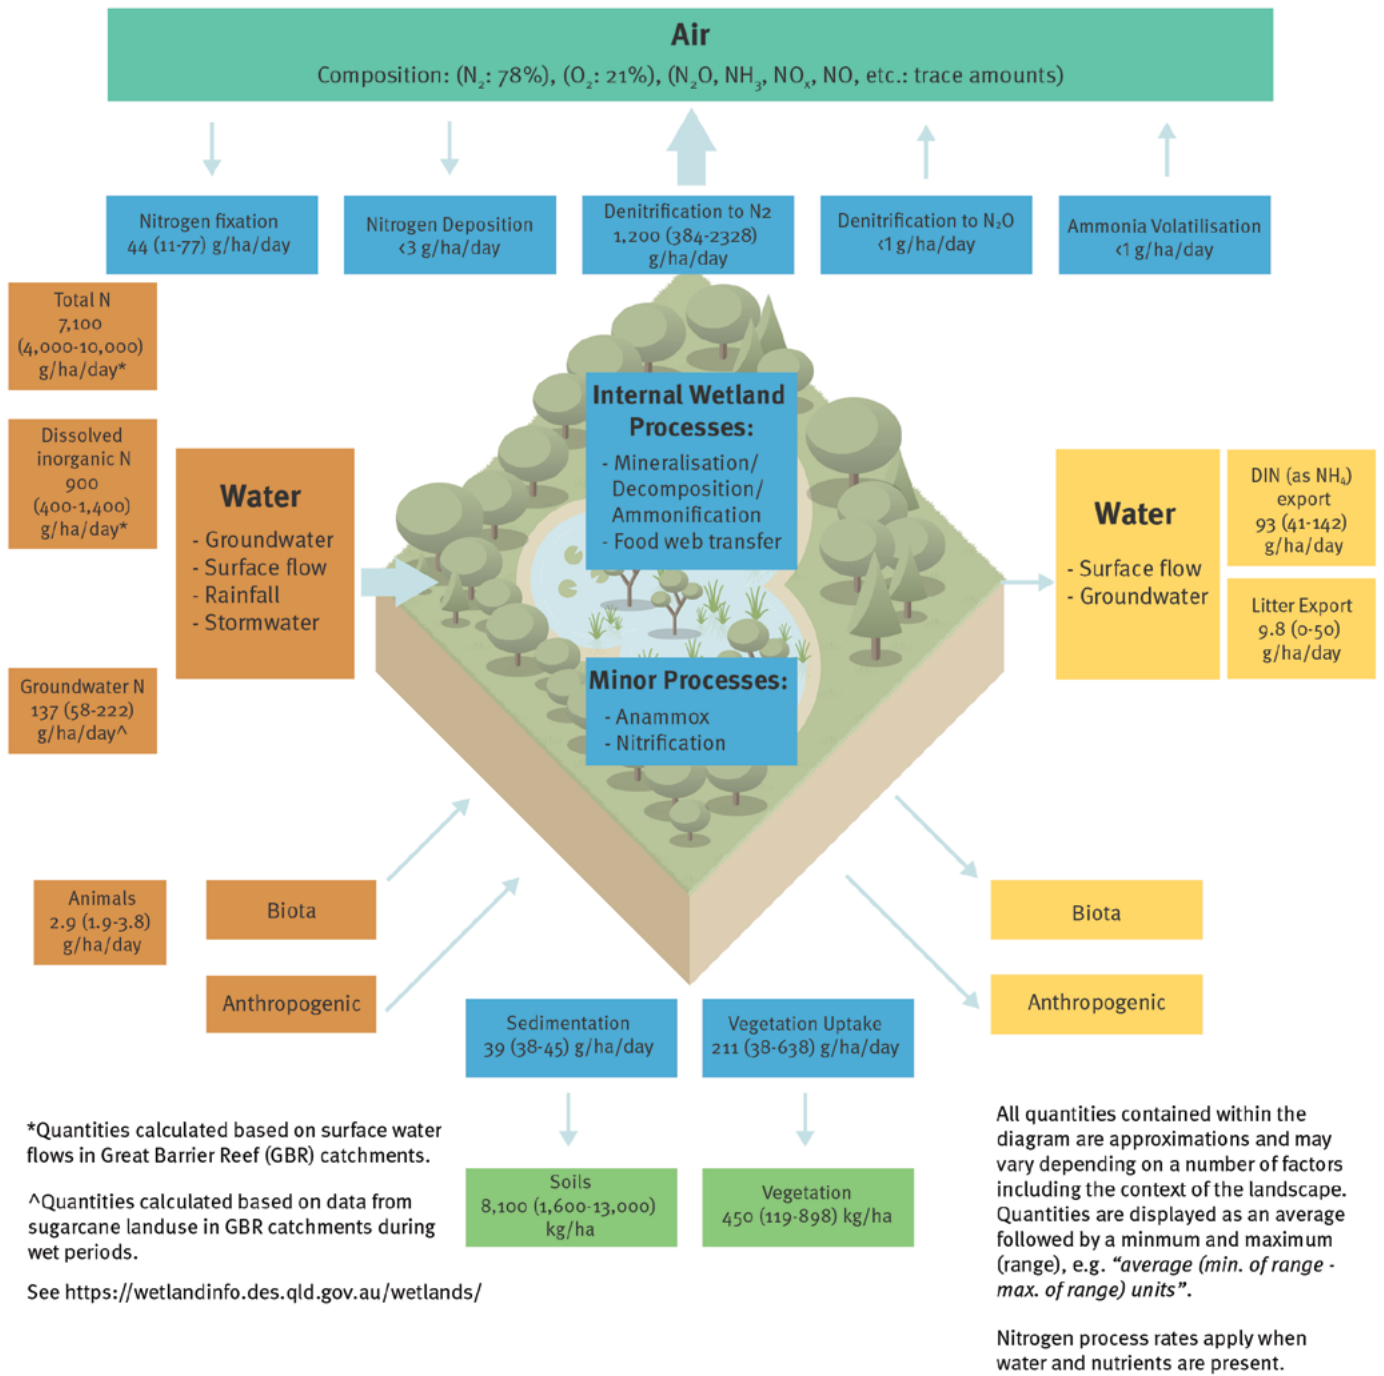 Air
Composition: (N₂: 78%), (O₂: 21%), (N₂O, NH₃, NOₓ, NO, etc.: trace amounts)
Nitrogen fixation
44 (11-77) g/ha/day
Nitrogen Deposition
<3 g/ha/day
Denitrification to N2
1,200 (384-2328)
g/ha/day
Denitrification to N₂O
<1 g/ha/day
Ammonia Volatilisation
<1 g/ha/day
Total N
7,100
(4,000-10,000)
g/ha/day*
Dissolved
inorganic N
900
(400-1,400)
g/ha/day*
Groundwater N
137 (58-222)
g/ha/day^
Water
- Groundwater
- Surface flow
- Rainfall
- Stormwater
Internal Wetland
Processes:
- Mineralisation/
Decomposition/
Ammonification
- Food web transfer
Minor Processes:
- Anammox
- Nitrification
Water
- Surface flow
- Groundwater
DIN (as NH₄)
export
93 (41-142)
g/ha/day
Litter Export
9.8 (0-50)
g/ha/day
Animals
2.9 (1.9-3.8)
g/ha/day
Biota
Anthropogenic
Biota
Anthropogenic
Sedimentation
39 (38-45) g/ha/day
Vegetation Uptake
211 (38-638) g/ha/day
Soils
8,100 (1,600-13,000)
kg/ha
Vegetation
450 (119-898) kg/ha
*Quantities calculated based on surface water
flows in Great Barrier Reef (GBR) catchments.
^Quantities calculated based on data from
sugarcane landuse in GBR catchments during
wet periods.
See https://wetlandinfo.des.qld.gov.au/wetlands/
All quantities contained within the
diagram are approximations and may
vary depending on a number of factors
including the context of the landscape.
Quantities are displayed as an average
followed by a minmum and maximum
(range), e.g. “average (min. of range -
max. of range) units”.
Nitrogen process rates apply when
water and nutrients are present.